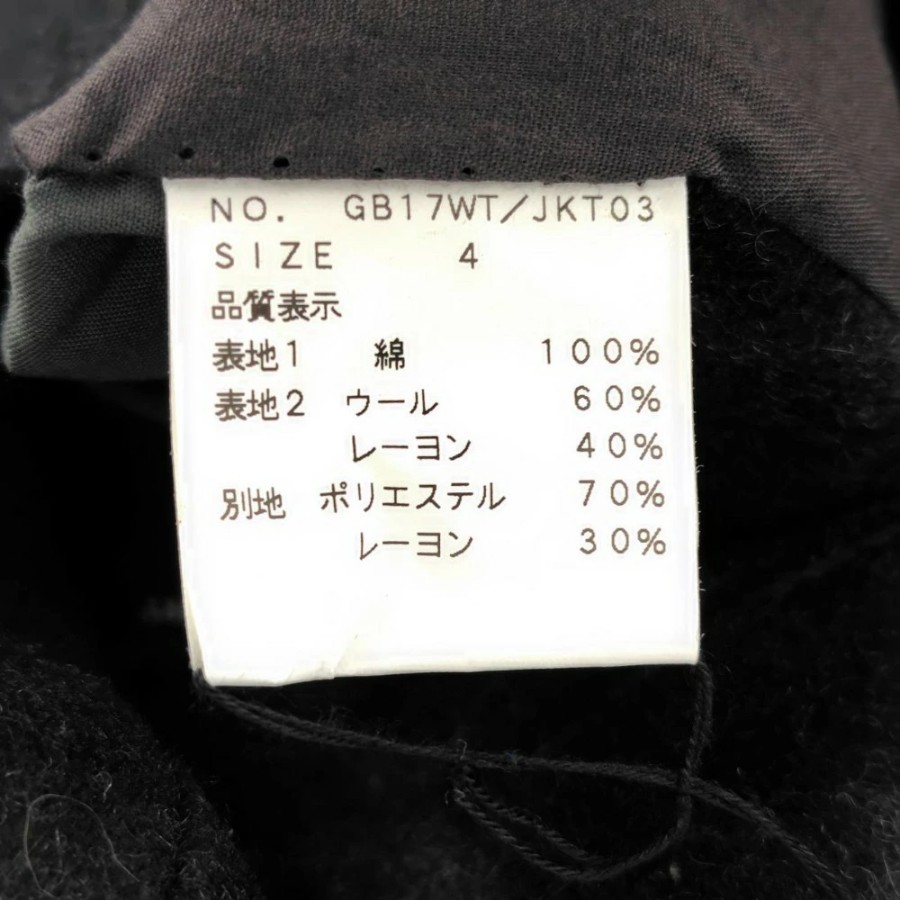 NO. GB17WT/JKT03
SIZE 4
品質表示
表地1 綿 100%
表地2 ウール 60%
レーヨン 40%
別地 ポリエステル 70%
レーヨン 30%